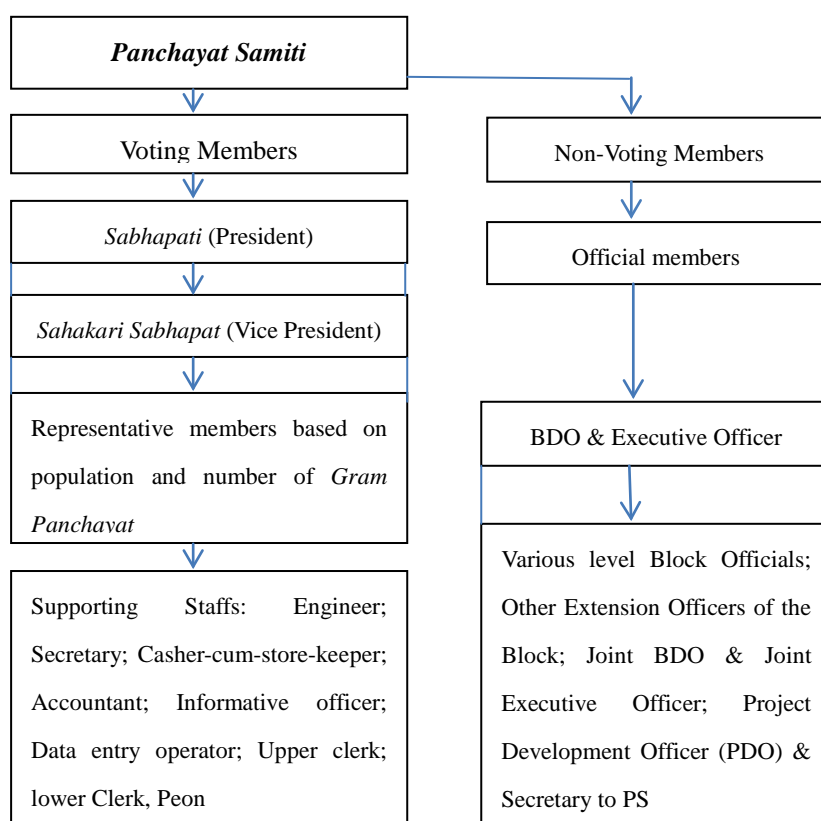 Panchayat Samiti
Voting Members
Sabhapati (President)
Sahakari Sabhapat (Vice President)
Representative members based on
population and number of Gram
Panchayat
Supporting Staffs: Engineer;
Secretary; Casher-cum-store-keeper;
Accountant; Informative officer;
Data entry operator; Upper clerk;
lower Clerk, Peon
Non-Voting Members
Official members
BDO & Executive Officer
Various level Block Officials;
Other Extension Officers of the
Block; Joint BDO & Joint
Executive Officer; Project
Development Officer (PDO) &
Secretary to PS